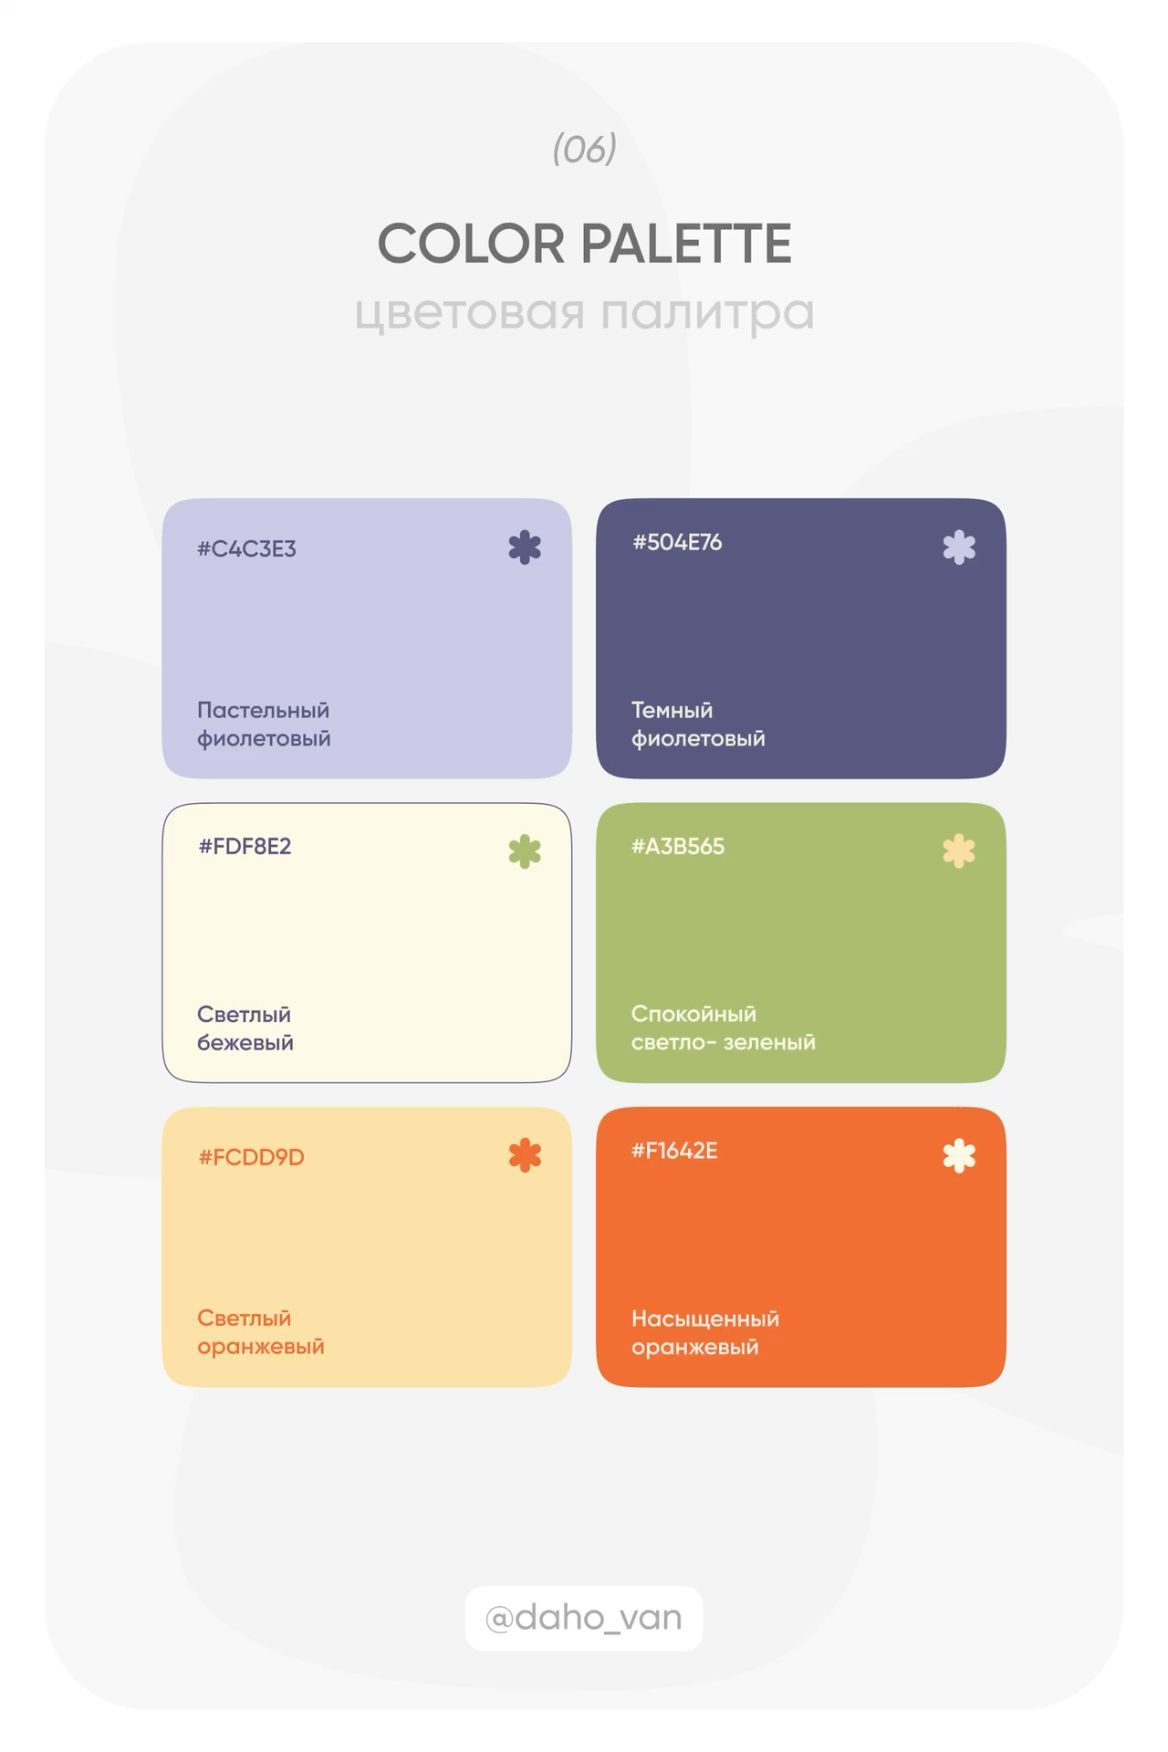 (06)
COLOR PALETTE
цветовая палитра
#C4C3E3
Пастельный
фиолетовый
#504E76
Темный
фиолетовый
#FDF8E2
Светлый
бежевый
#A3B565
Спокойный
светло- зеленый
#FCDD9D
Светлый
оранжевый
#F1642E
Насыщенный
оранжевый
@daho_van